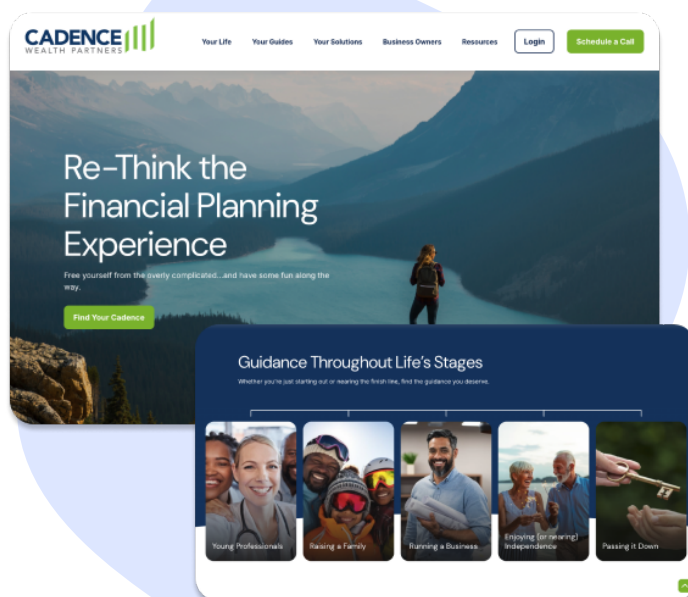 CADENCE
WEALTH PARTNERS
Your Life
Your Guides
Your Solutions
Business Owners
Resources
Login
Schedule a Call
Re-Think the
Financial Planning
Experience
Free yourself from the overly complicated...and have some fun along the
way.
Find Your Cadence
Guidance Throughout Life's Stages
Whether you're just starting out or nearing the finish line, find the guidance you deserve.
Young Professionals
Raising a Family
Running a Business
Enjoying (or nearing)
Independence
Passing it Down